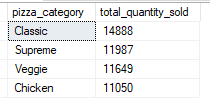 pizza_category total_quantity_sold
Classic 14888
Supreme 11987
Veggie 11649
Chicken 11050